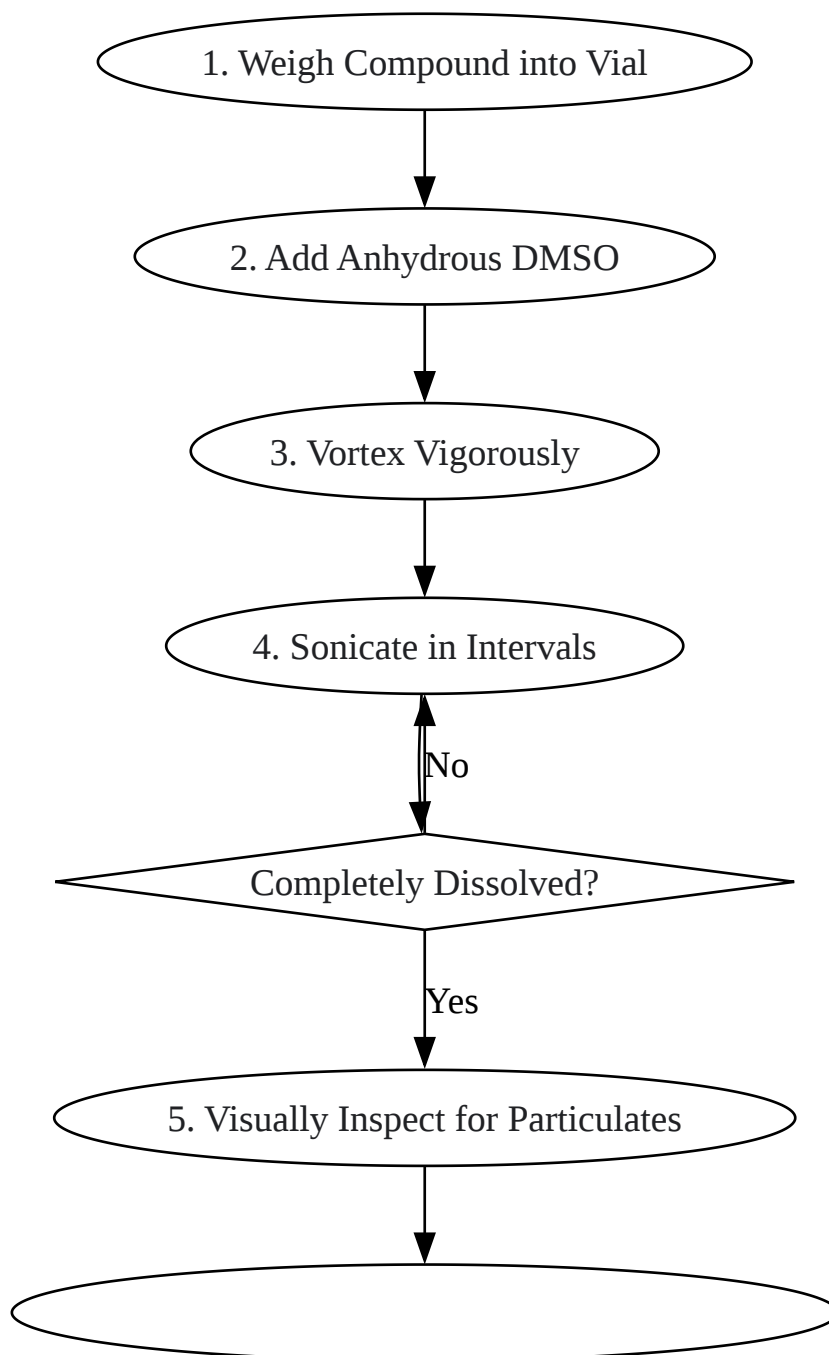 1. Weigh Compound into Vial
2. Add Anhydrous DMSO
3. Vortex Vigorously
4. Sonicate in Intervals
No
Completely Dissolved?
Yes
5. Visually Inspect for Particulates